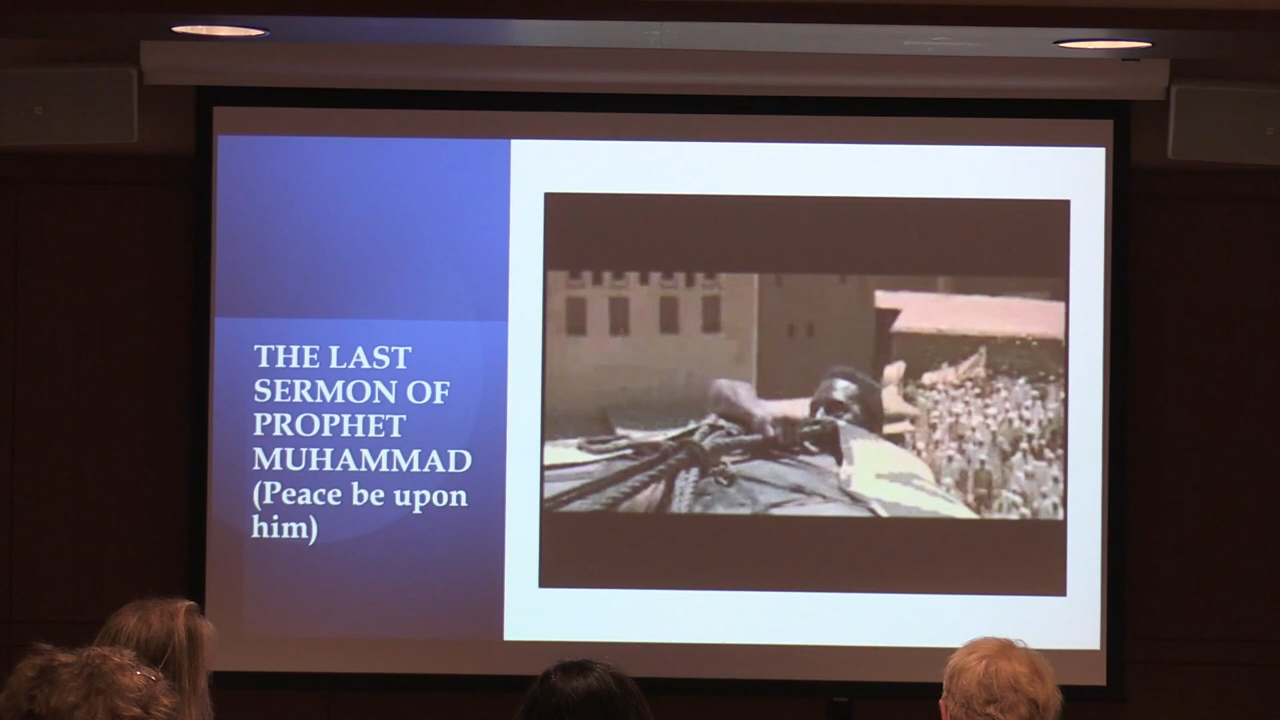 THE LAST
SERMON OF
PROPHET
MUHAMMAD
(Peace be upon
him)